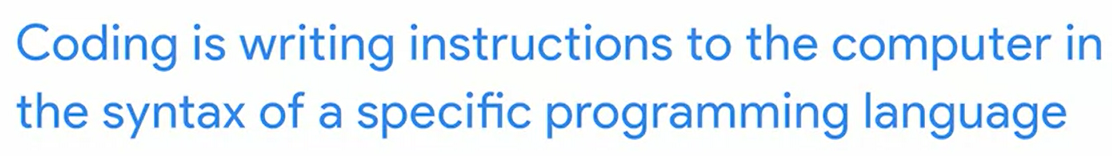 Coding is writing instructions to the computer in
the syntax of a specific programming language